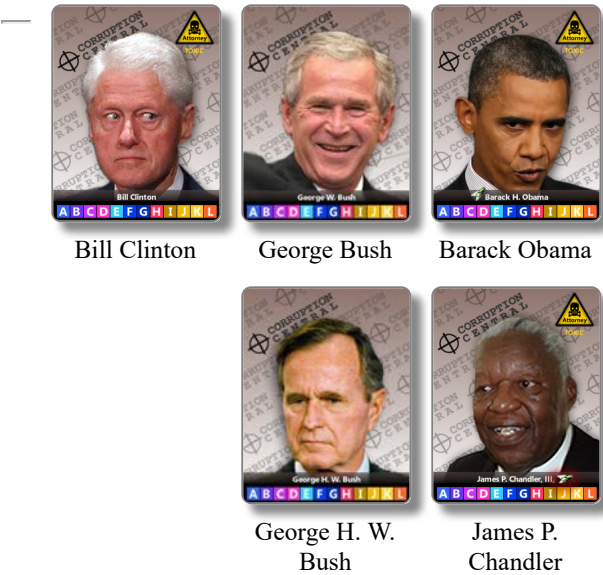 CORRUPTION
CENTRAL
Attorney
TOXIC
CORRUPTION
CENTRAL
CORRUPTION
CENTRAL
Attorney
TOXIC
Bill Clinton
George W. Bush
Barack H. Obama
A B C D E F G H I J K L
A B C D E F G H I J K L
A B C D E F G H I J K L
Bill Clinton
George Bush
Barack Obama
CORRUPTION
CENTRAL
CORRUPTION
CENTRAL
Attorney
TOXIC
George H. W. Bush
James P. Chandler, III,
A B C D E F G H I J K L
A B C D E F G H I J K L
George H. W.
Bush
James P.
Chandler